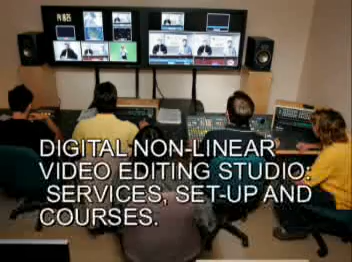 DIGITAL NON-LINEAR
VIDEO EDITING STUDIO:
SERVICES, SET-UP AND
COURSES.